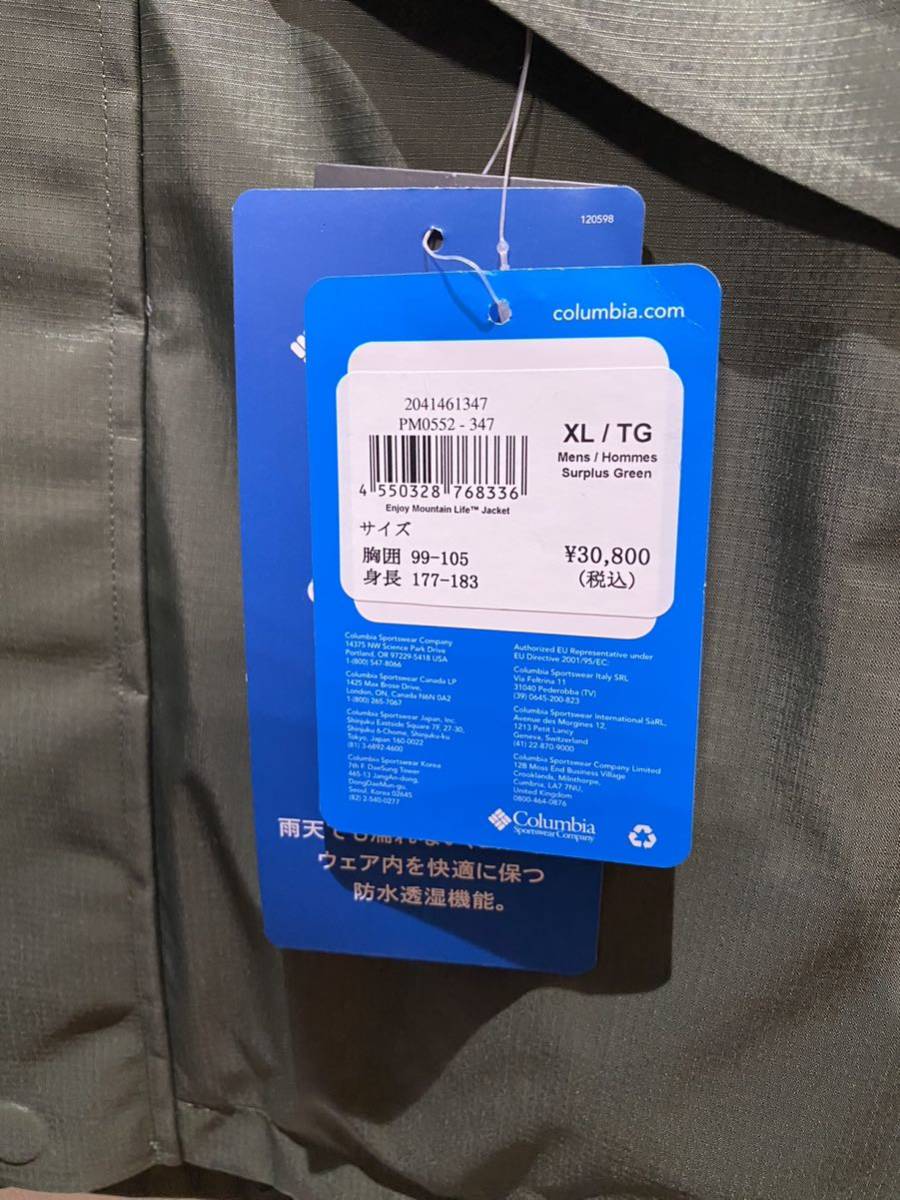 120598
columbia.com
2041461347
PM0552 - 347
4 550328 768336
Enjoy Mountain Life™ Jacket
サイズ
胸囲 99-105
身長 177-183
XL / TG
Mens / Hommes
Surplus Green
¥30,800
(税込)
Columbia Sportswear Company
14375 NW Science Park Drive
Portland, OR 97229-5418 USA
1-(800) 547-8066
Columbia Sportswear Canada LP
1425 Max Brose Drive,
London, ON, Canada N6N 0A2
1-(800) 265-7067
Columbia Sportswear Japan, Inc.
Shinjuku Eastside Square 7F, 27-30,
Shinjuku 6-Chome, Shinjuku-ku
Tokyo, Japan 160-0022
(81) 3-6892-4600
Columbia Sportswear Korea
7th F. DaeSung Tower
465-13 JangAn-dong,
DongDaeMun-gu,
Seoul, Korea 02645
(82) 2-540-0277
Authorized EU Representative under
EU Directive 2001/95/EC:
Columbia Sportswear Italy SRL
Via Feltrina 11
31040 Pederobba (TV)
(39) 0645-200-823
Columbia Sportswear International SàRL,
Avenue des Morgines 12,
1213 Petit Lancy
Geneva, Switzerland
(41) 22-870-9000
Columbia Sportswear Company Limited
12B Moss End Business Village
Crooklands, Milnthorpe,
Cumbria, LA7 7NU,
United Kingdom
0800-464-0876
Columbia
Sportswear Company
雨天でも濡れない、
ウェア内を快適に保つ
防水透湿機能。